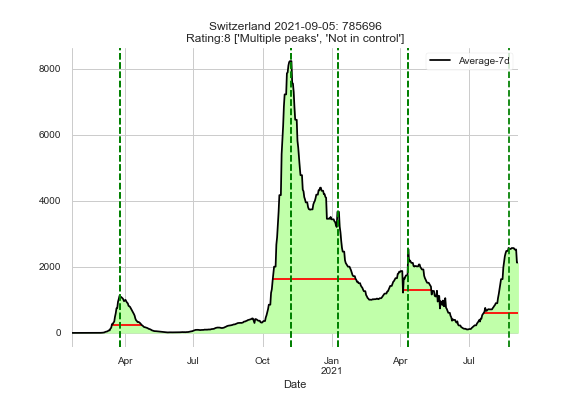 Switzerland 2021-09-05: 785696
Rating:8 ['Multiple peaks', 'Not in control']
Average-7d
8000
6000
4000
2000
0
Apr
Jul
Oct
Jan
2021
Apr
Jul
Date